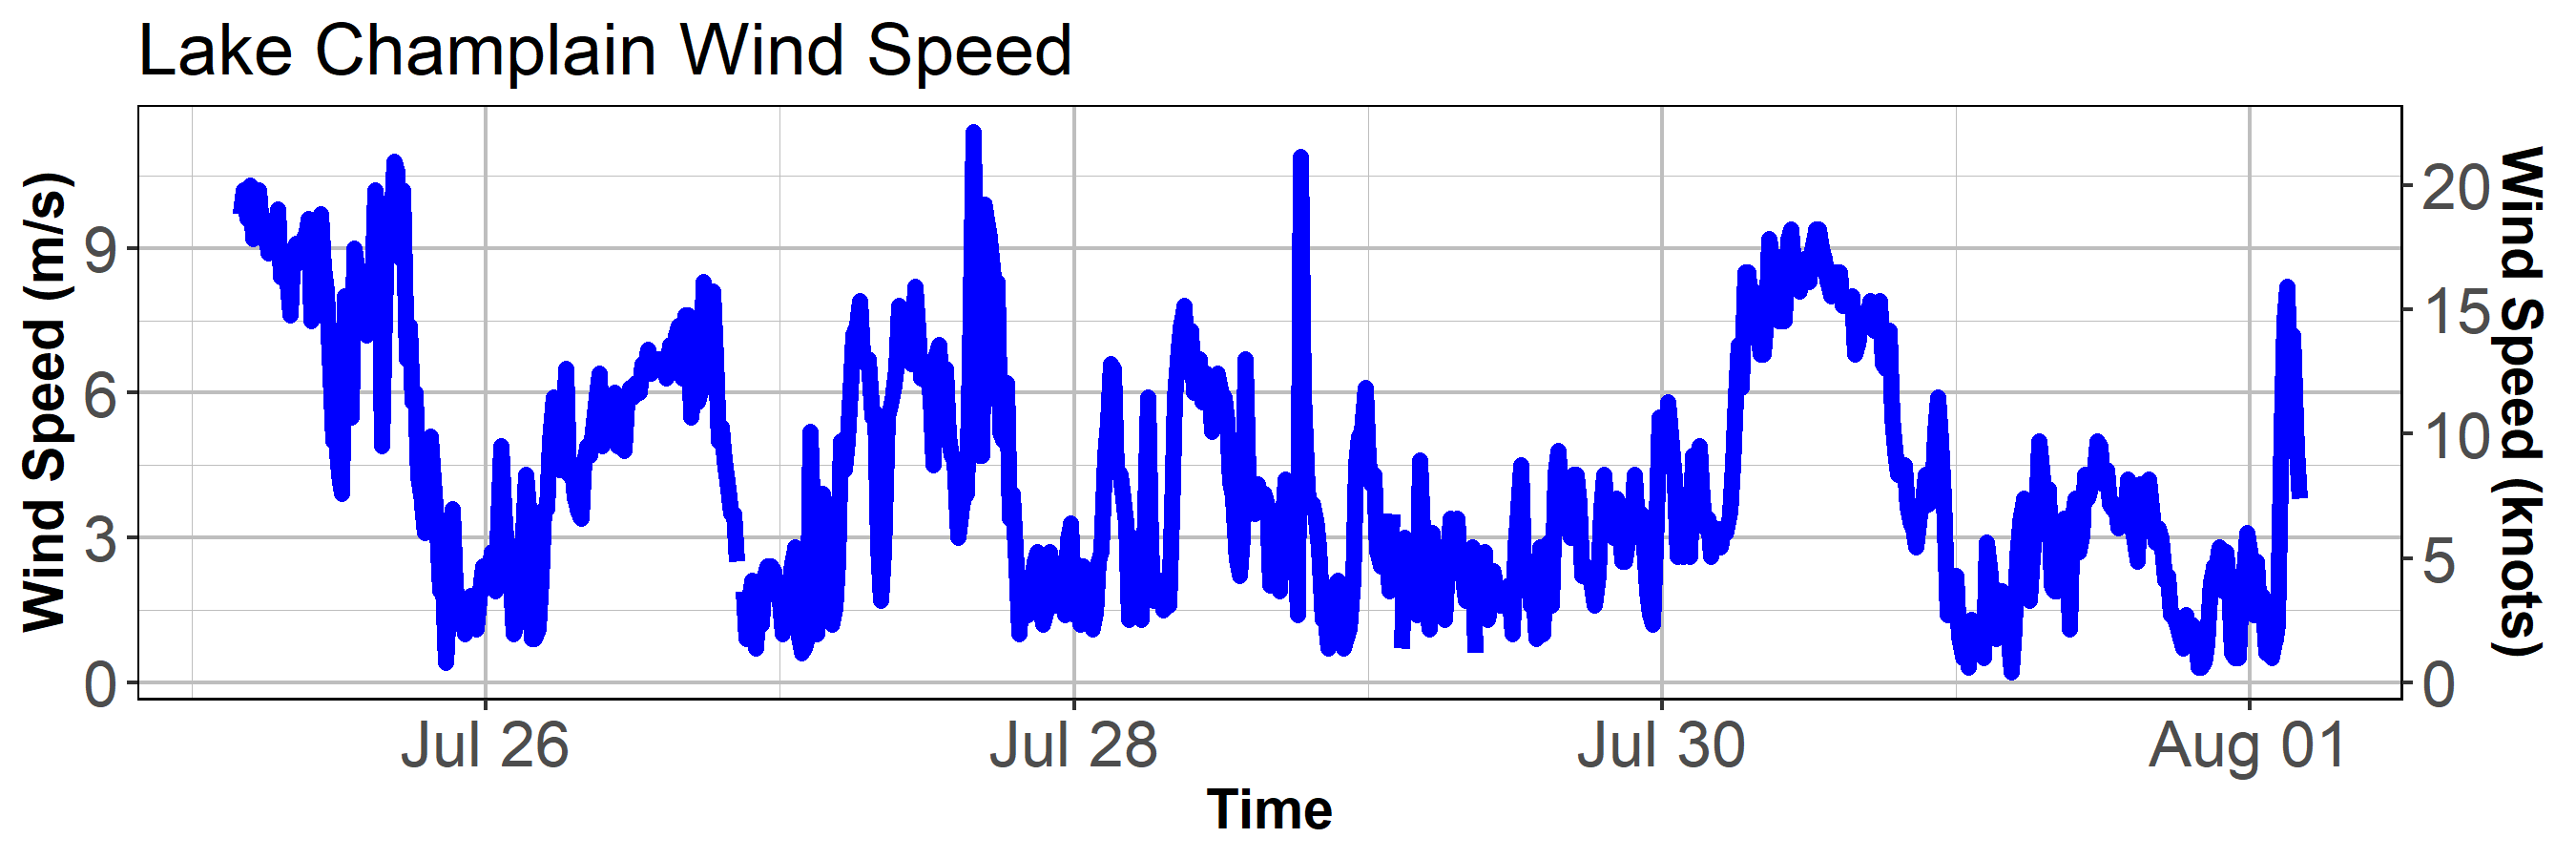 Lake Champlain Wind Speed
Wind Speed (m/s)
9
6
3
0
20
15
10
5
0
Wind Speed (knots)
Jul 26 Jul 28 Jul 30 Aug 01
Time